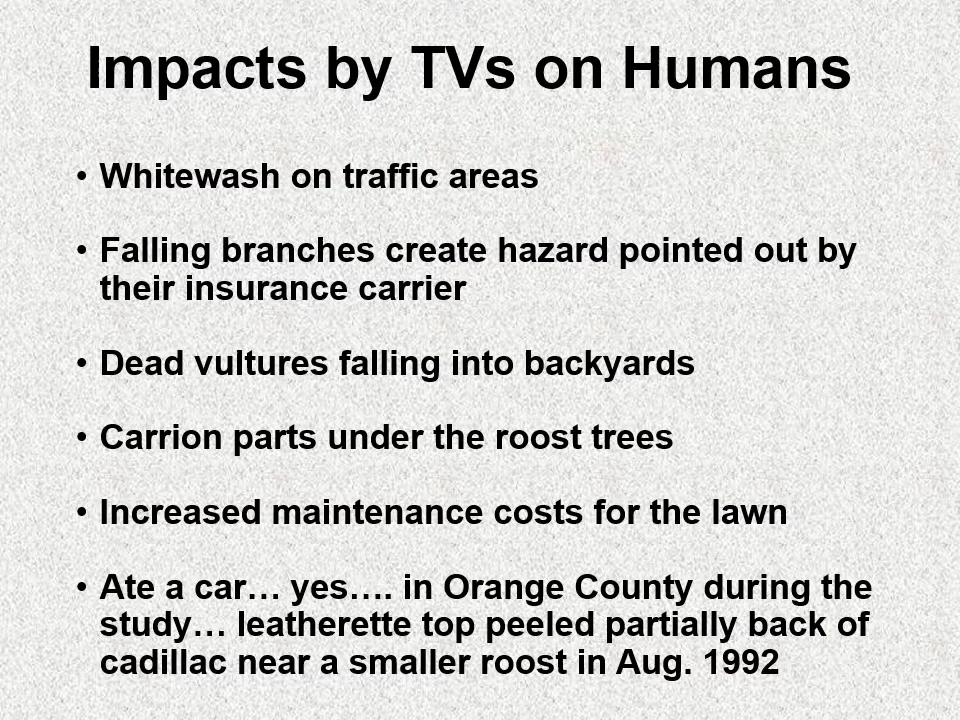 Impacts by TVs on Humans
• Whitewash on traffic areas
• Falling branches create hazard pointed out by
their insurance carrier
• Dead vultures falling into backyards
• Carrion parts under the roost trees
• Increased maintenance costs for the lawn
• Ate a car… yes…. in Orange County during the
study… leatherette top peeled partially back of
cadillac near a smaller roost in Aug. 1992